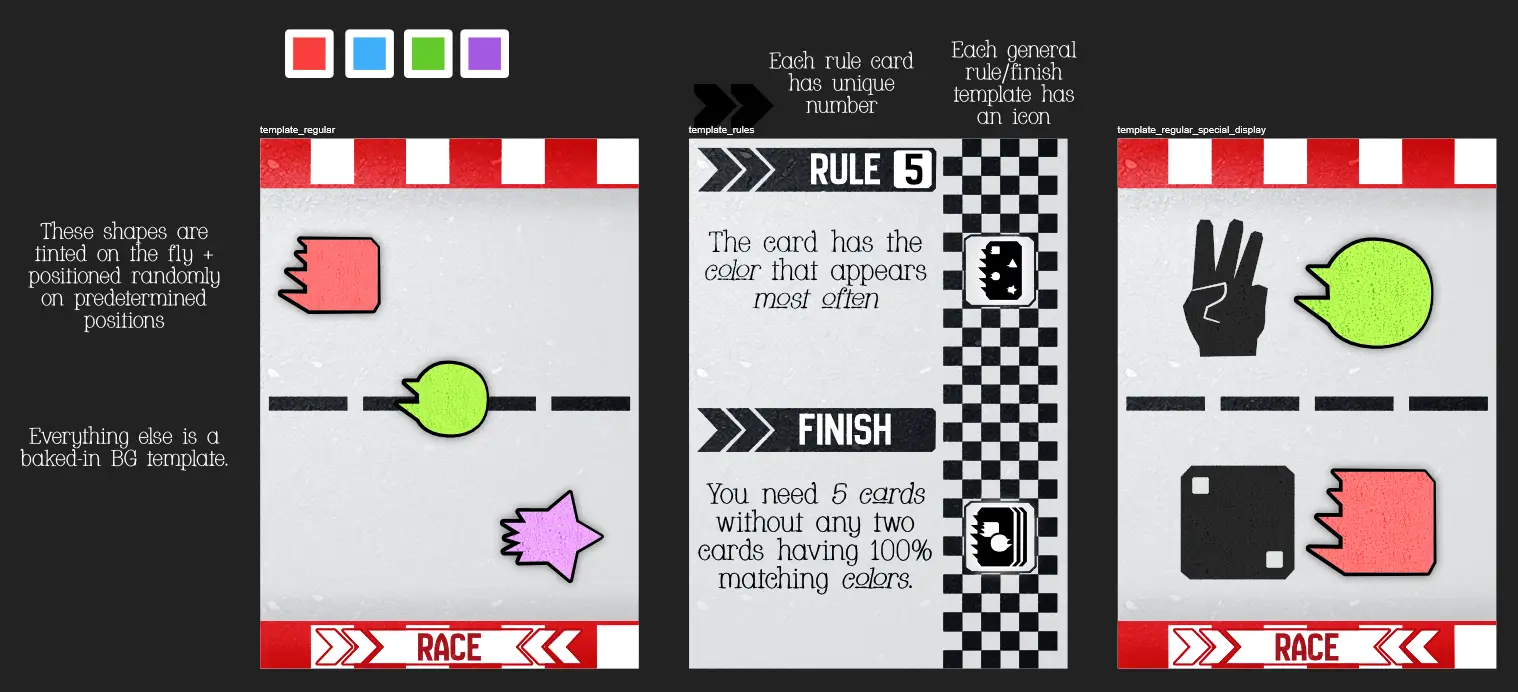 Each rule card
has unique
number
Each general
rule/finish
template has
an icon
template_regular
template_rules
template_regular_special_display
These shapes are
tinted on the fly +
positioned randomly
on predetermined
positions
Everything else is a
baked-in BG template.
RACE
RULE 5
The card has the
color that appears
most often
FINISH
You need 5 cards
without any two
cards having 100%
matching colors.
RACE